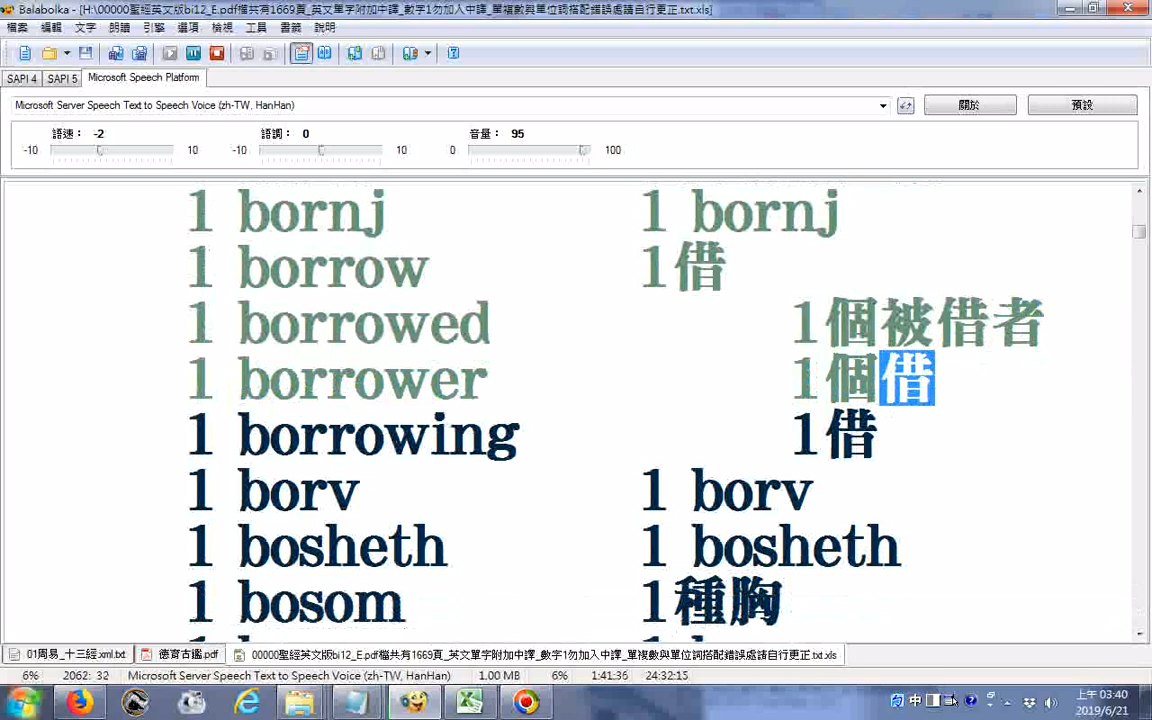 Balabolka - [H:\00000聖經英文版bi12_E.pdf檔共有1669頁_英文單字附加中譯_數字1勿加入中譯_單複數與單位詞搭配錯誤處請自行更正.txt.xls]
檔案 編輯 文字 朗讀 引擎 選項 檢視 工具 書籤 說明
SAPI 4 SAPI 5 Microsoft Speech Platform
Microsoft Server Speech Text to Speech Voice (zh-TW, HanHan) 關於 預設
語速： -2 語調： 0 音量： 95
-10 10 -10 10 0 100
1 bornj 1 bornj
1 borrow 1借
1 borrowed 1個被借者
1 borrower 1個借
1 borrowing 1借
1 borv 1 borv
1 bosheth 1 bosheth
1 bosom 1種胸
01周易_十三經.xml.txt 德育古鑑.pdf 00000聖經英文版bi12_E.pdf檔共有1669頁_英文單字附加中譯_數字1勿加入中譯_單複數與單位詞搭配錯誤處請自行更正.txt.xls
6% 2062: 32 Microsoft Server Speech Text to Speech Voice (zh-TW, HanHan) 1.00 MB 6% 1:41:36 24:32:15
中 上午 03:40
2019/6/21